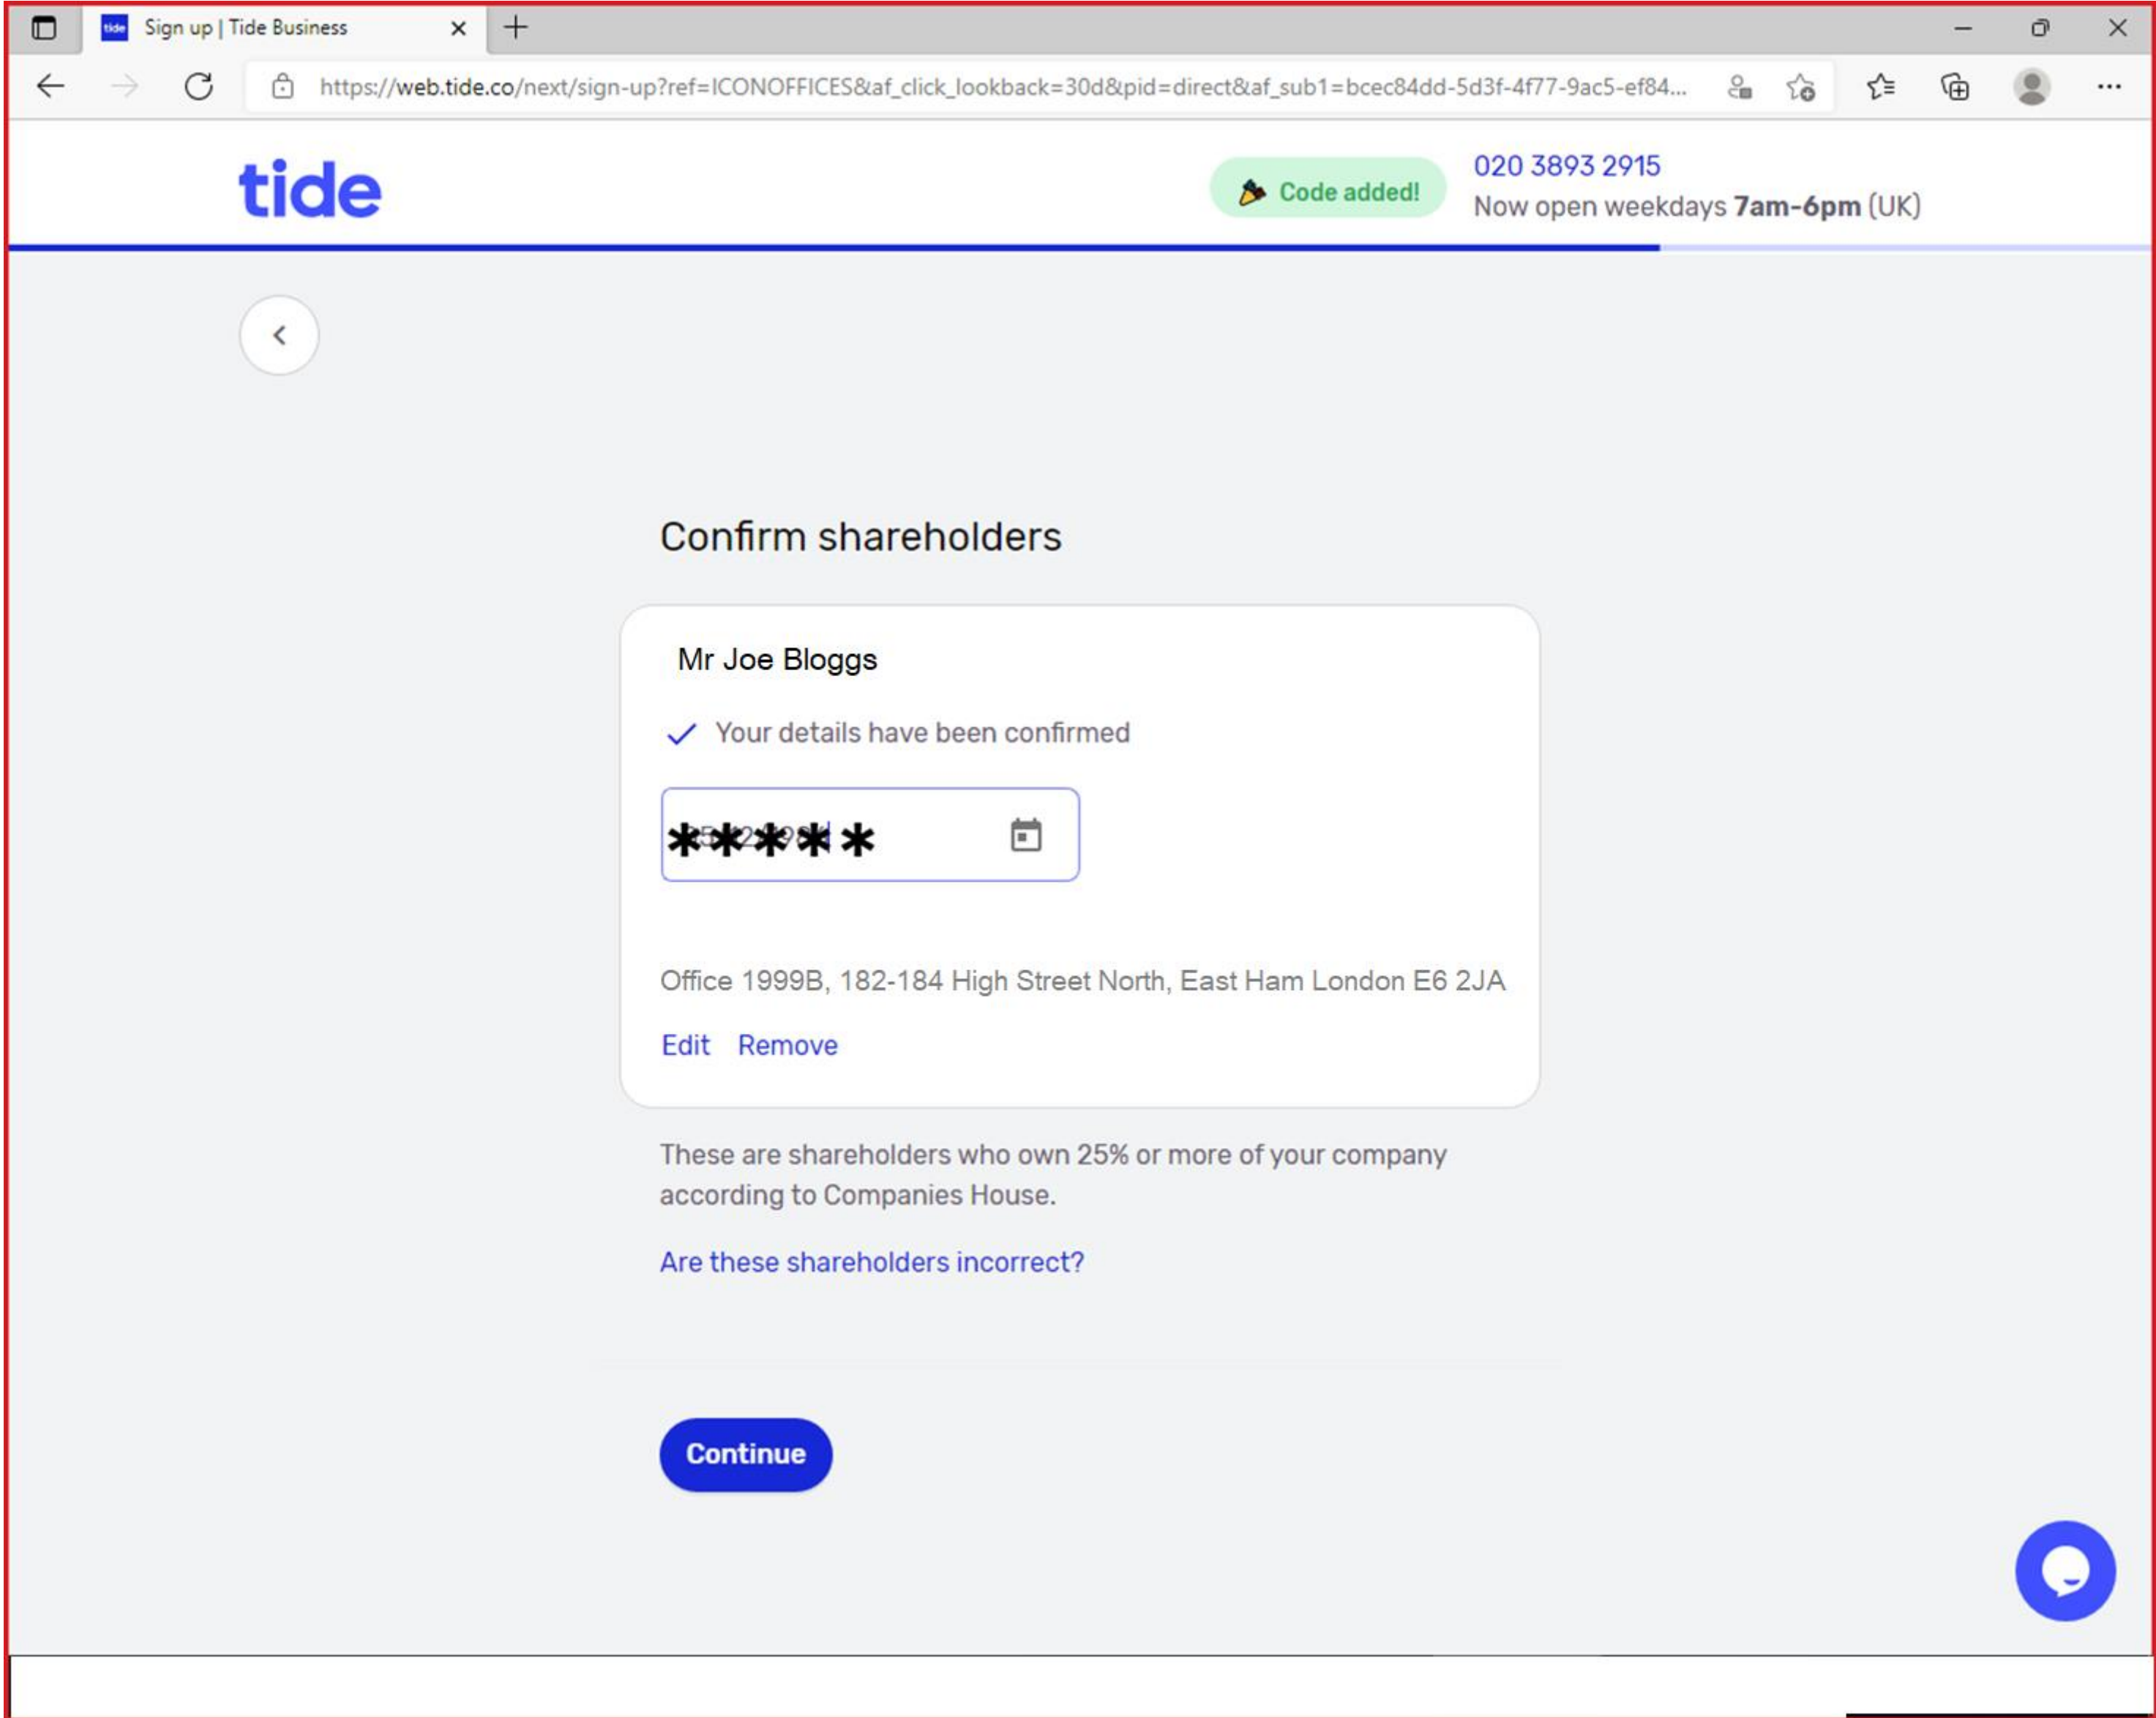 tide Sign up | Tide Business
https://web.tide.co/next/sign-up?ref=ICONOFFICES&af_click_lookback=30d&pid=direct&af_sub1=bcec84dd-5d3f-4f77-9ac5-ef84...
tide
Code added!
020 3893 2915
Now open weekdays 7am-6pm (UK)
Confirm shareholders
Mr Joe Bloggs
Your details have been confirmed
*****
Office 1999B, 182-184 High Street North, East Ham London E6 2JA
Edit Remove
These are shareholders who own 25% or more of your company
according to Companies House.
Are these shareholders incorrect?
Continue